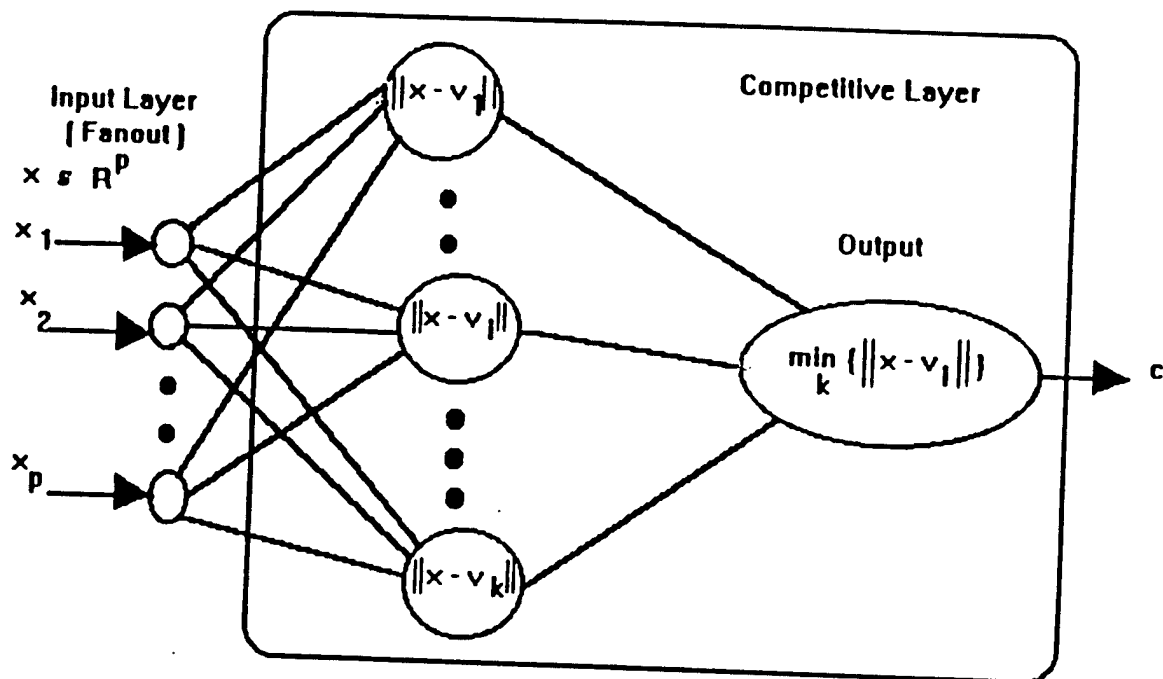 Input Layer
(Fanout)
x ε R^p
x_1
x_2
x_p
||x - v_1||
||x - v_i||
||x - v_k||
Competitive Layer
Output
min_k {||x - v_i||}
c